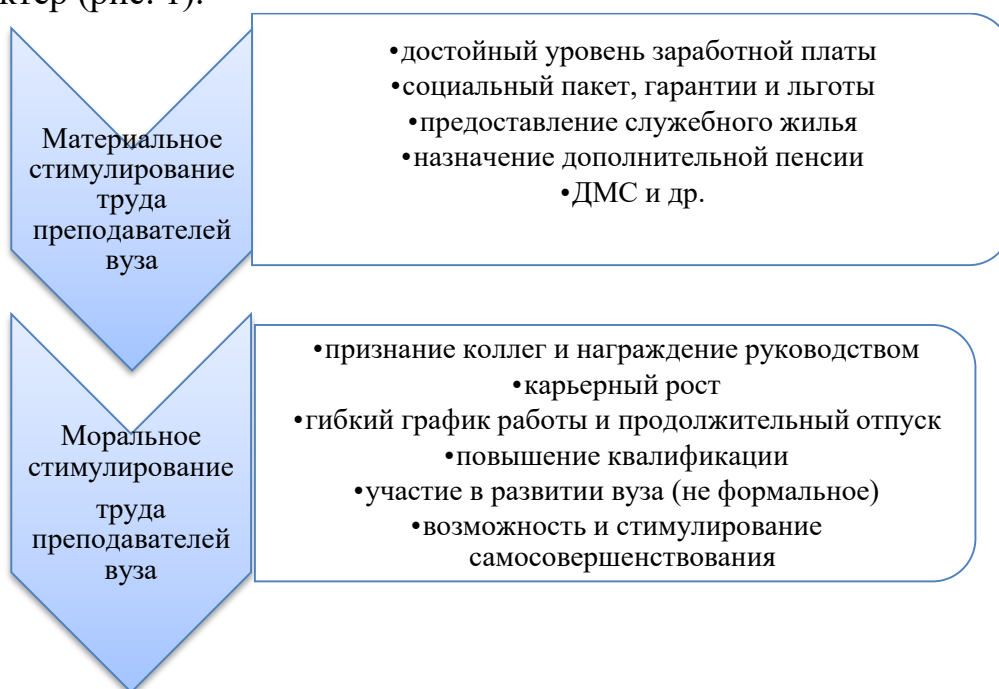 (рис. 1).
Материальное
стимулирование
труда
преподавателей
вуза
•достойный уровень заработной платы
•социальный пакет, гарантии и льготы
•предоставление служебного жилья
•назначение дополнительной пенсии
•ДМС и др.
Моральное
стимулирование
труда
преподавателей
вуза
•признание коллег и награждение руководством
•карьерный рост
•гибкий график работы и продолжительный отпуск
•повышение квалификации
•участие в развитии вуза (не формальное)
•возможность и стимулирование
самосовершенствования